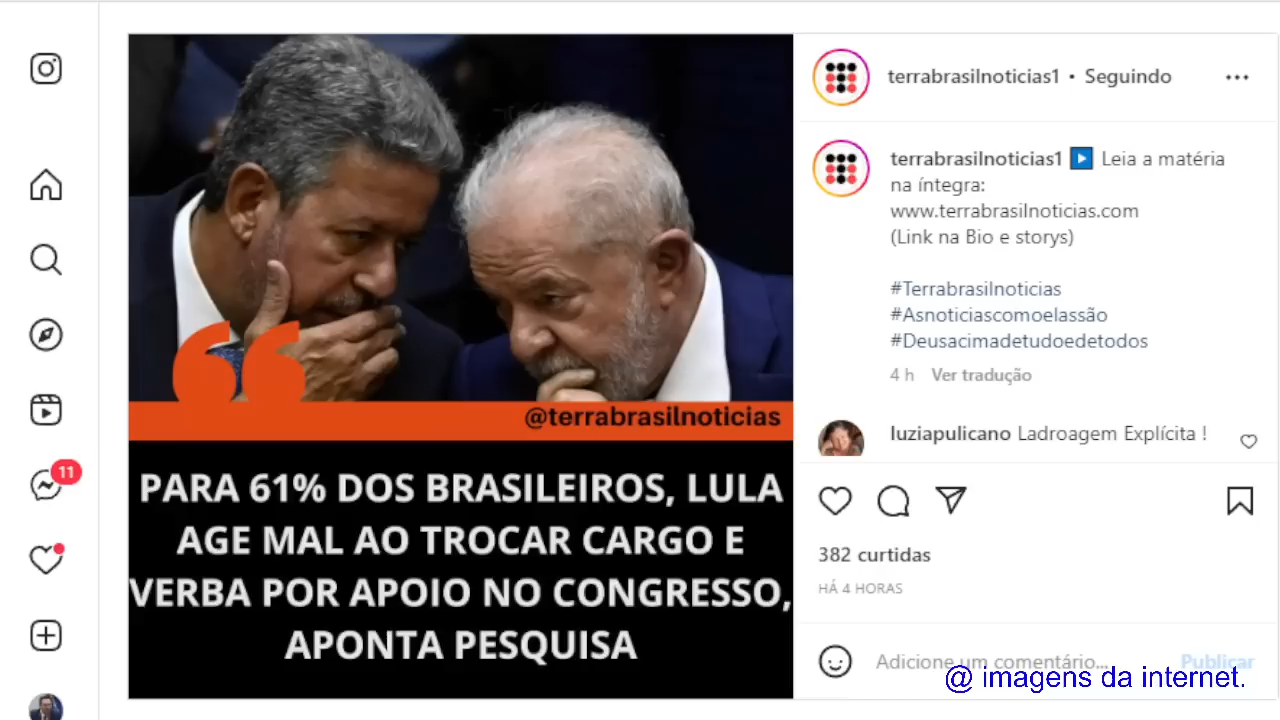 terrabrasilnoticias1 • Seguindo
terrabrasilnoticias1 ▶ Leia a matéria
na íntegra:
www.terrabrasilnoticias.com
(Link na Bio e storys)
#Terrabrasilnoticias
#Asnoticiascomoelassão
#Deusacimadetudoedetodos
4 h Ver tradução
luziapulicano Ladroagem Explícita !
11
@terrabrasilnoticias
PARA 61% DOS BRASILEIROS, LULA
AGE MAL AO TROCAR CARGO E
VERBA POR APOIO NO CONGRESSO,
APONTA PESQUISA
382 curtidas
HÁ 4 HORAS
Adicione um comentário... Publicar
@ imagens da internet.